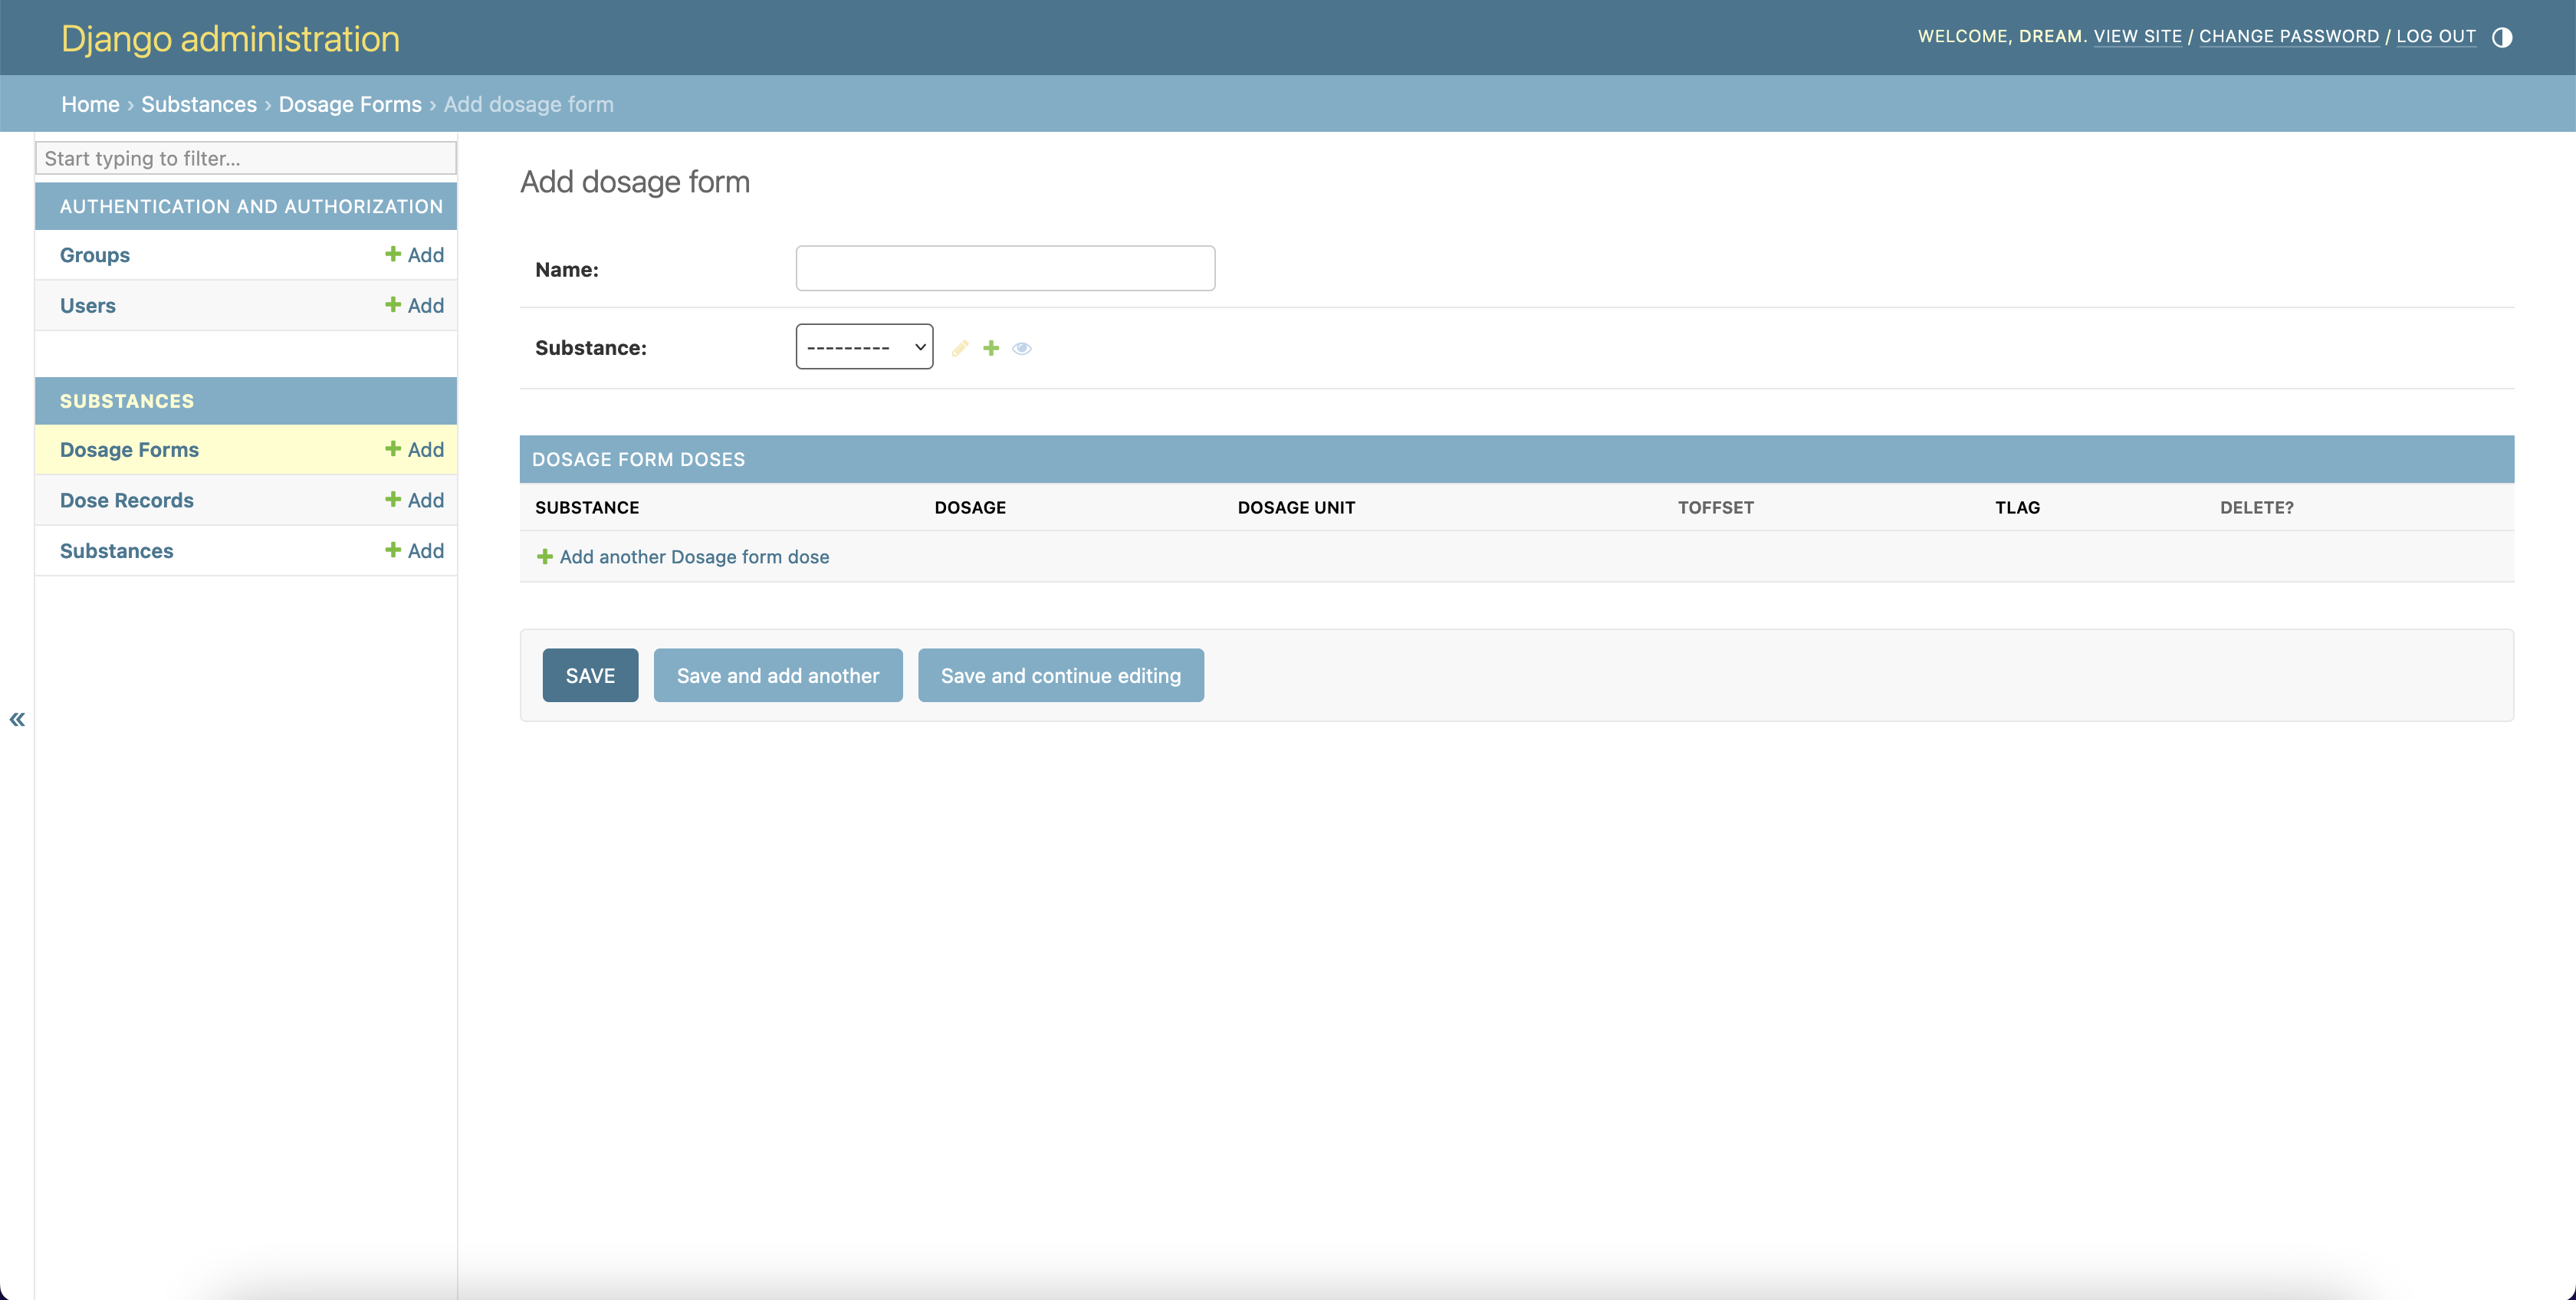 Django administration
WELCOME, DREAM. VIEW SITE / CHANGE PASSWORD / LOG OUT
Home › Substances › Dosage Forms › Add dosage form
Start typing to filter...
AUTHENTICATION AND AUTHORIZATION
Groups + Add
Users + Add
SUBSTANCES
Dosage Forms + Add
Dose Records + Add
Substances + Add
«
Add dosage form
Name:
Substance: ---------
DOSAGE FORM DOSES
SUBSTANCE DOSAGE DOSAGE UNIT TOFFSET TLAG DELETE?
+ Add another Dosage form dose
SAVE Save and add another Save and continue editing